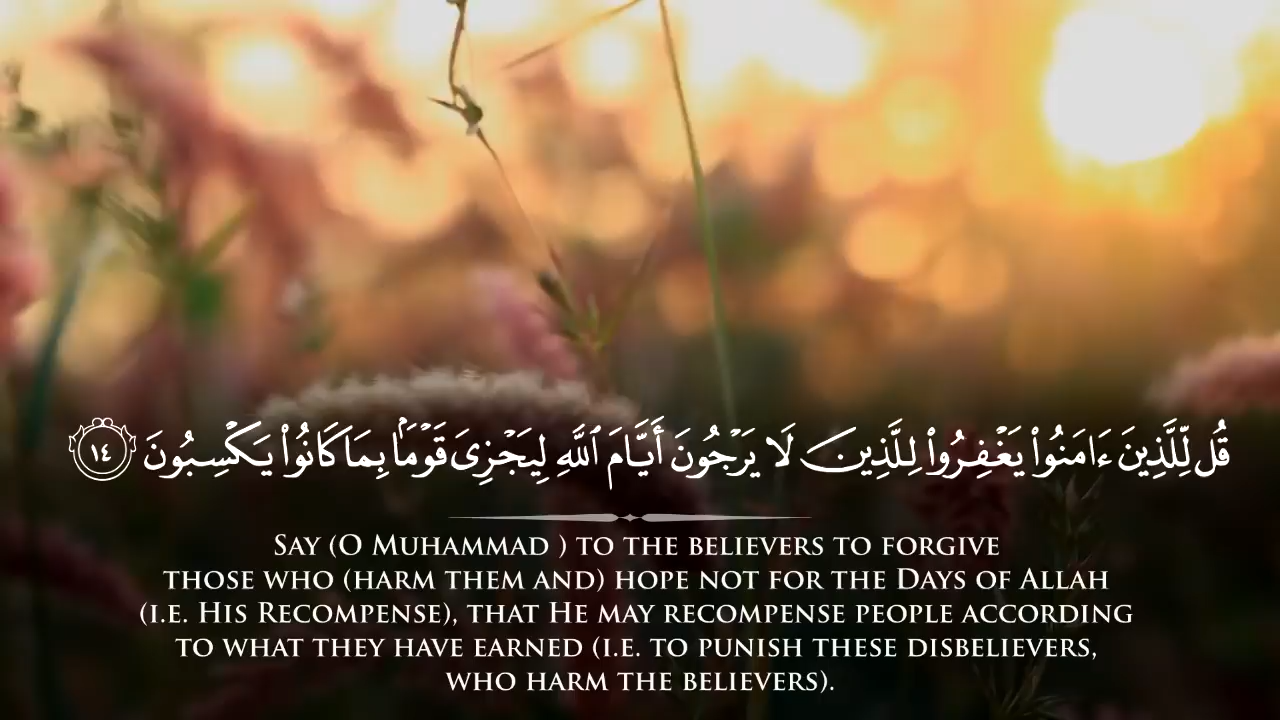 قُل لِّلَّذِينَ ءَامَنُوا۟ يَغْفِرُوا۟ لِلَّذِينَ لَا يَرْجُونَ أَيَّامَ ٱللَّهِ لِيَجْزِىَ قَوْمًۢا بِمَا كَانُوا۟ يَكْسِبُونَ ١٤
Say (O Muhammad ) to the believers to forgive
those who (harm them and) hope not for the Days of Allah
(i.e. His Recompense), that He may recompense people according
to what they have earned (i.e. to punish these disbelievers,
who harm the believers).